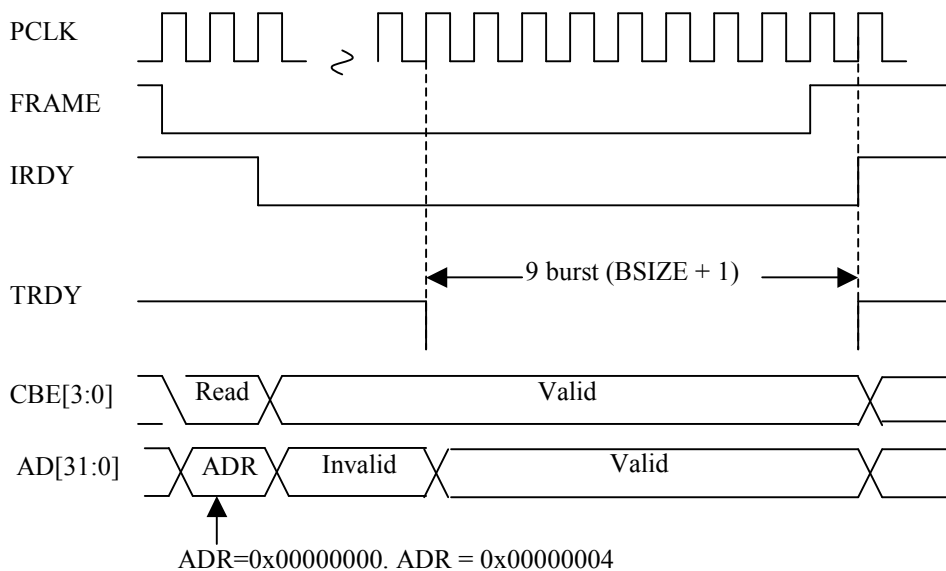 PCLK
FRAME
IRDY
9 burst (BSIZE + 1)
TRDY
CBE[3:0] Read Valid
AD[31:0] ADR Invalid Valid
ADR=0x00000000. ADR = 0x00000004